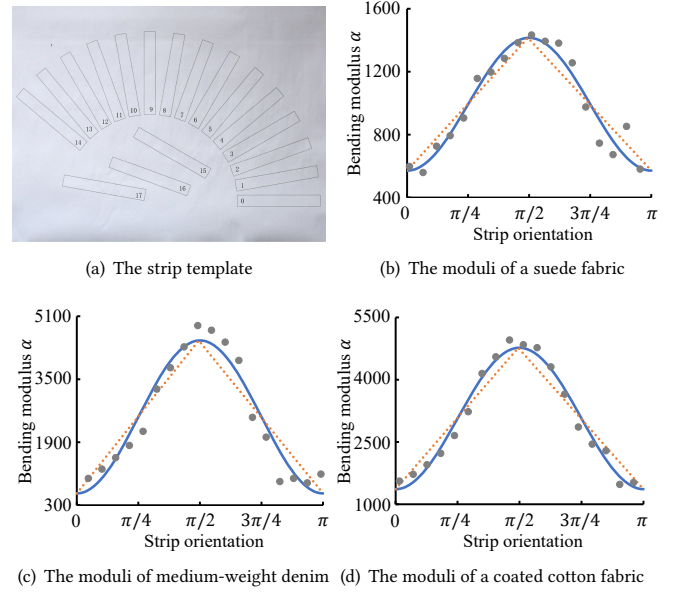 0
1
2
3
4
5
6
7
8
9
10
11
12
13
14
15
16
17
(a) The strip template
1600
1200
800
400
0
π/4
π/2
3π/4
π
Bending modulus α
Strip orientation
(b) The moduli of a suede fabric
5100
3500
1900
300
0
π/4
π/2
3π/4
π
Bending modulus α
Strip orientation
(c) The moduli of medium-weight denim
5500
4000
2500
1000
0
π/4
π/2
3π/4
π
Bending modulus α
Strip orientation
(d) The moduli of a coated cotton fabric